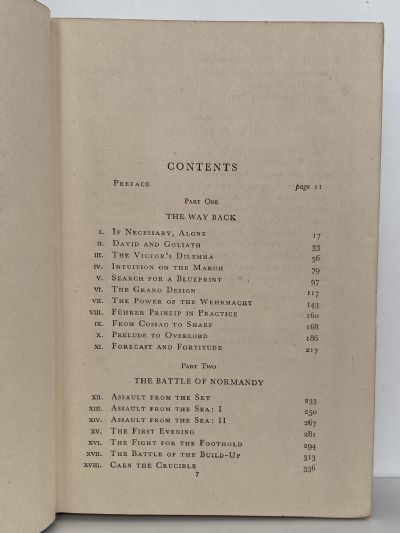 CONTENTS
PREFACE page 11
PART ONE
THE WAY BACK
I. IF NECESSARY, ALONE 17
II. DAVID AND GOLIATH 33
III. THE VICTOR'S DILEMMA 56
IV. INTUITION ON THE MARCH 79
V. SEARCH FOR A BLUEPRINT 97
VI. THE GRAND DESIGN 117
VII. THE POWER OF THE WEHRMACHT 143
VIII. FÜHRER PRINZIP IN PRACTICE 160
IX. FROM COSSAC TO SHAEF 168
X. PRELUDE TO OVERLORD 186
XI. FORECAST AND FORTITUDE 217
PART TWO
THE BATTLE OF NORMANDY
XII. ASSAULT FROM THE SKY 233
XIII. ASSAULT FROM THE SEA: I 250
XIV. ASSAULT FROM THE SEA: II 267
XV. THE FIRST EVENING 281
XVI. THE FIGHT FOR THE FOOTHOLD 294
XVII. THE BATTLE OF THE BUILD-UP 313
XVIII. CAEN THE CRUCIBLE 336
7